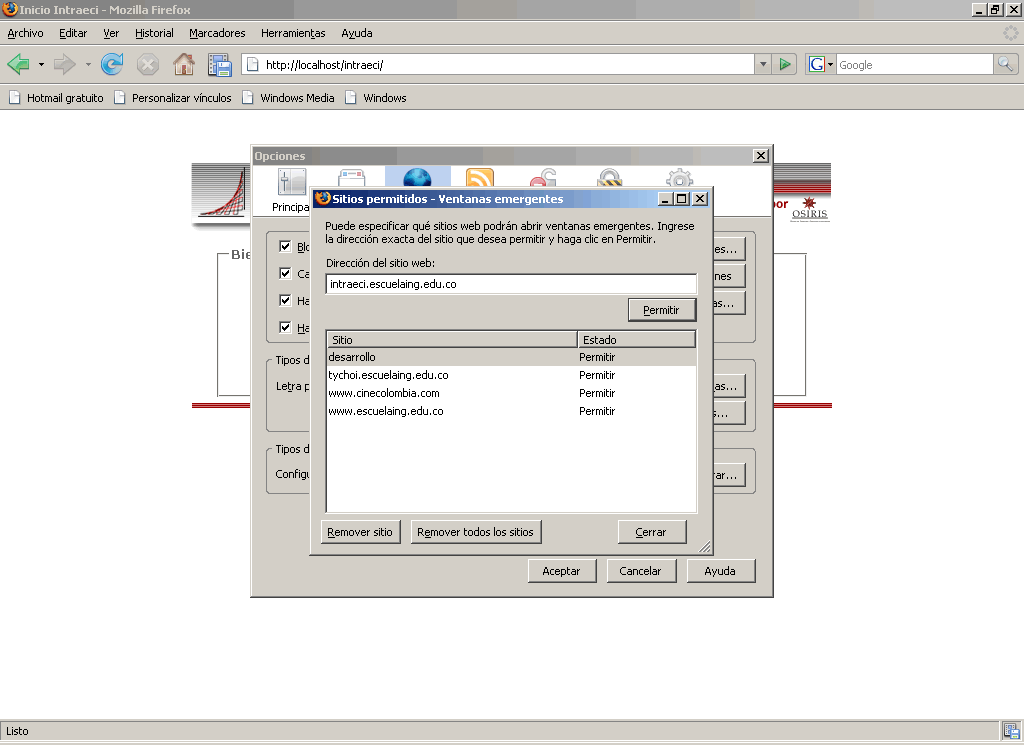 Inicio Intraeci - Mozilla Firefox
Archivo Editar Ver Historial Marcadores Herramientas Ayuda
http://localhost/intraeci/
G Google
Hotmail gratuito Personalizar vínculos Windows Media Windows
Opciones
Principa
por
OSIRIS
Bie
Sitios permitidos - Ventanas emergentes
Puede especificar qué sitios web podrán abrir ventanas emergentes. Ingrese
la dirección exacta del sitio que desea permitir y haga clic en Permitir.
Dirección del sitio web:
intraeci.escuelaing.edu.co
Permitir
Sitio Estado
desarrollo Permitir
tychoi.escuelaing.edu.co Permitir
www.cinecolombia.com Permitir
www.escuelaing.edu.co Permitir
Remover sitio Remover todos los sitios Cerrar
Blo es...
Ca nes
Ha as...
Ha
Tipos d
Letra p as...
s...
Tipos d
Configu rar...
Aceptar Cancelar Ayuda
Listo